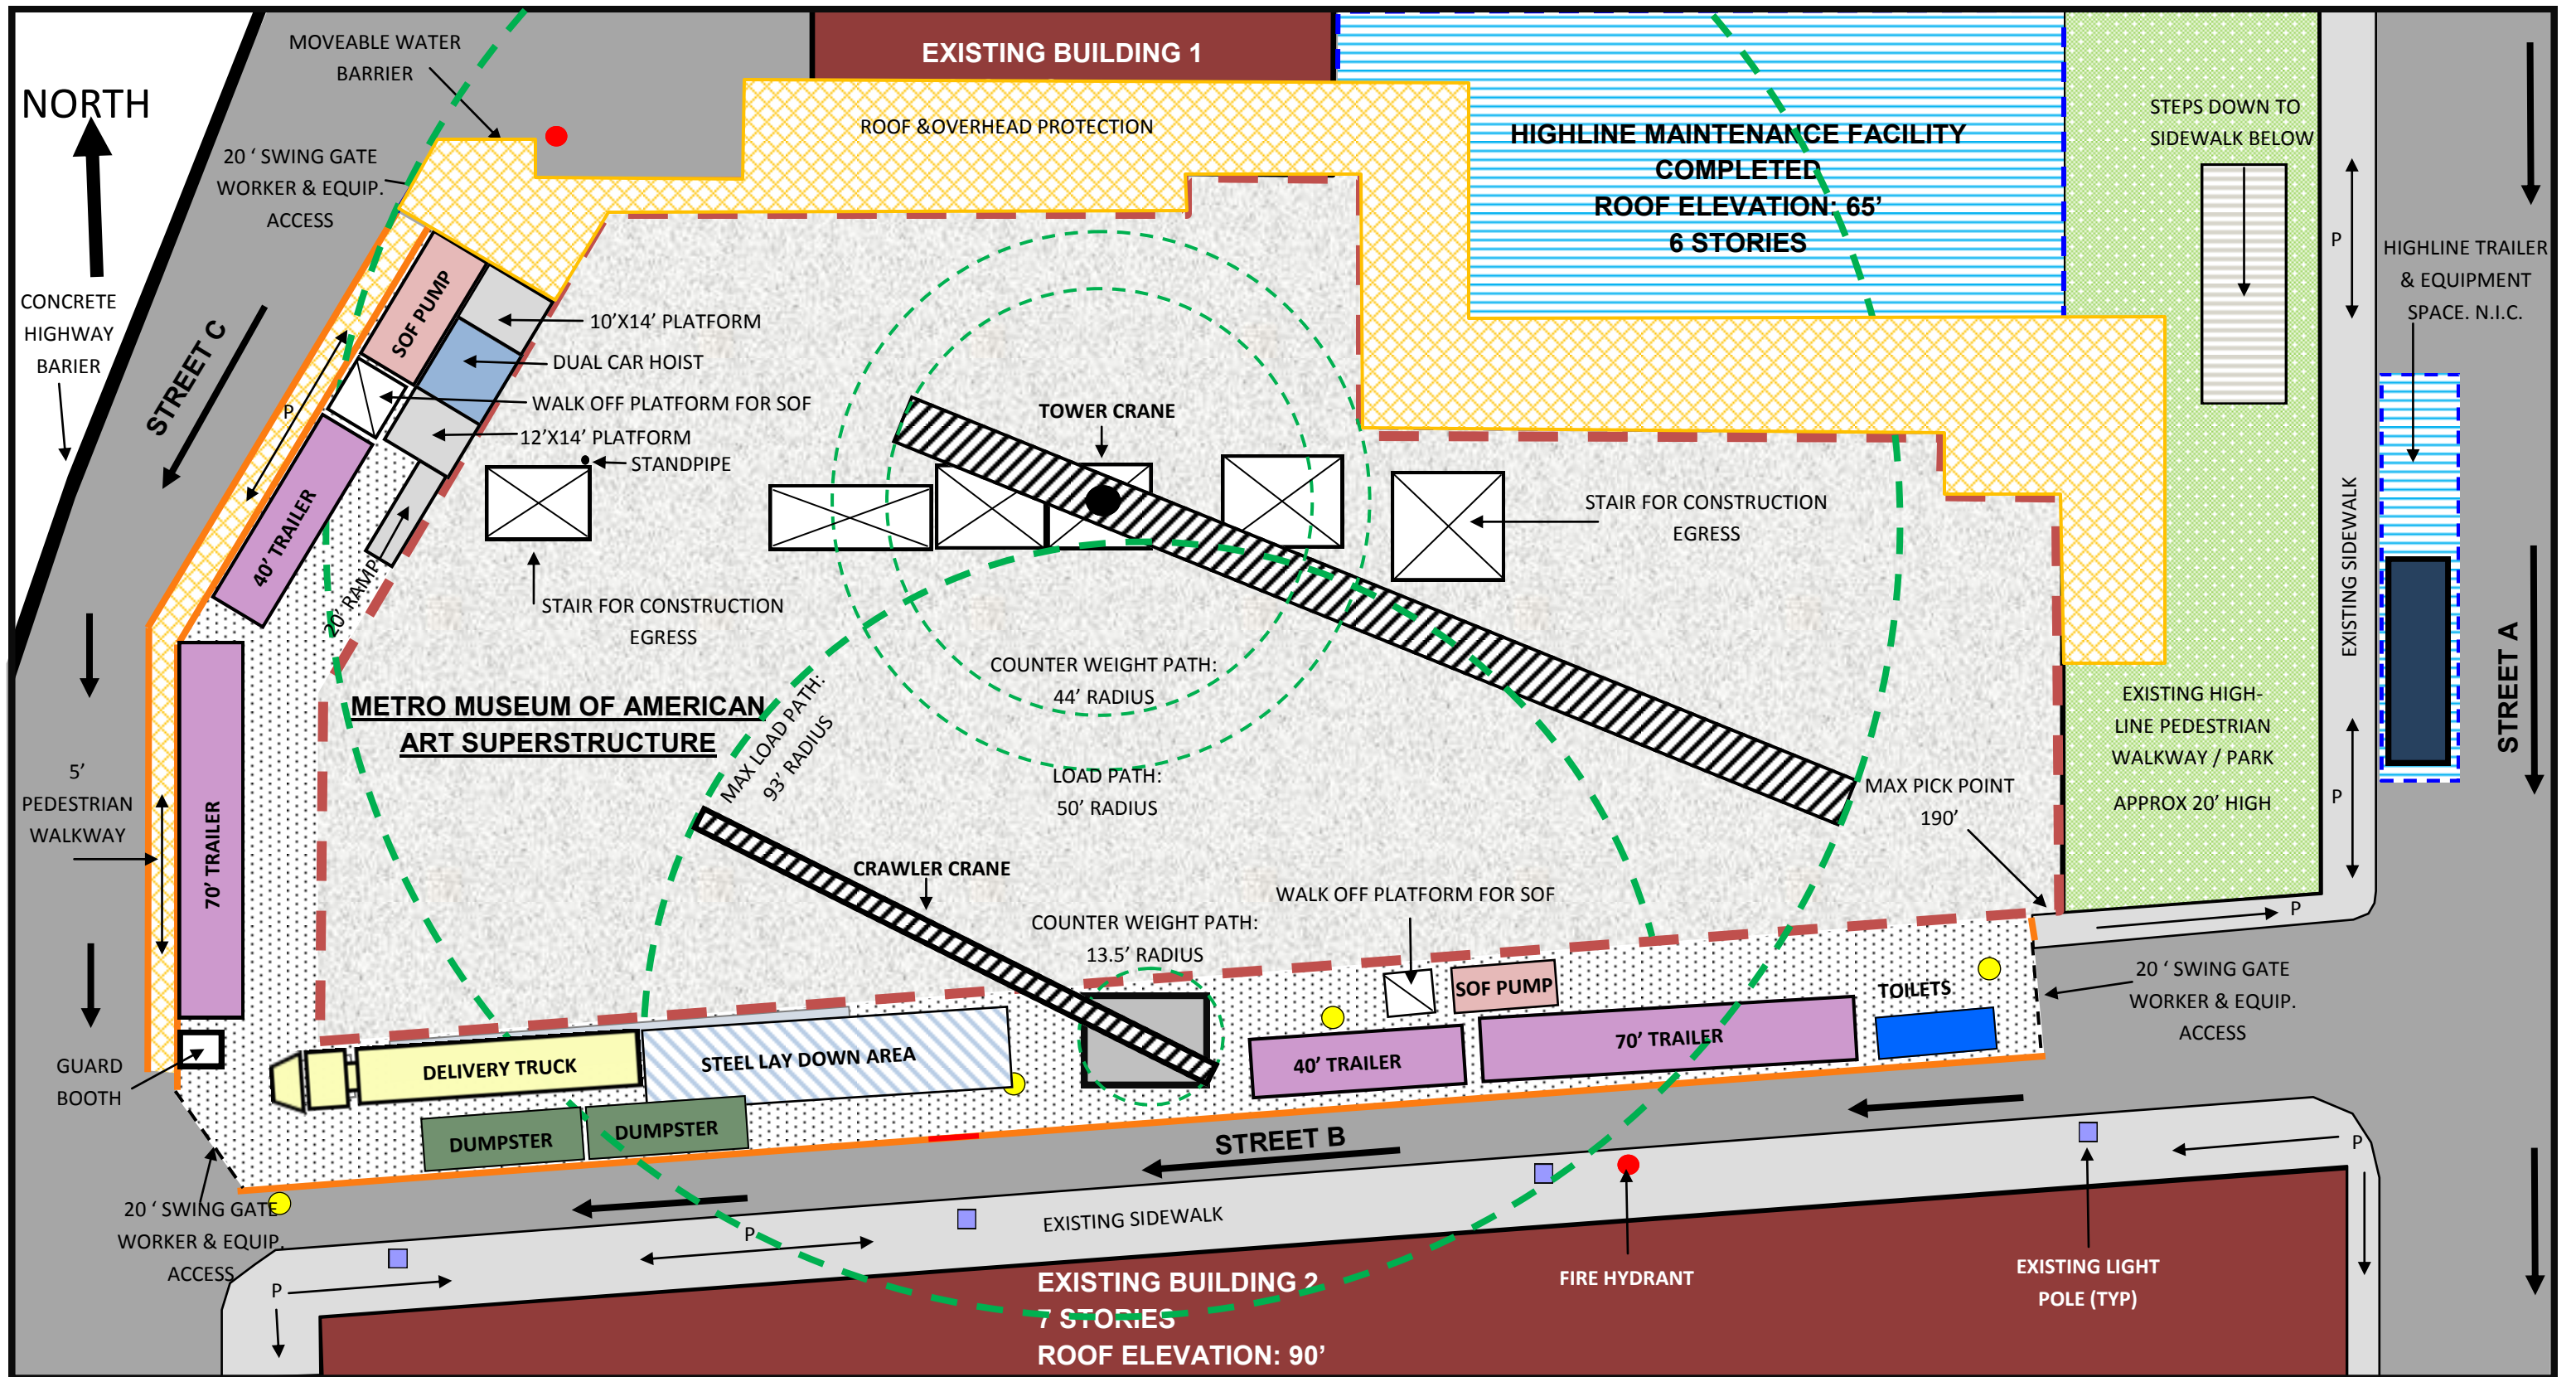 MOVEABLE WATER
BARRIER
EXISTING BUILDING 1
NORTH
ROOF &OVERHEAD PROTECTION
STEPS DOWN TO
SIDEWALK BELOW
HIGHLINE MAINTENANCE FACILITY
COMPLETED
ROOF ELEVATION: 65’
6 STORIES
20 ‘ SWING GATE
WORKER & EQUIP.
ACCESS
P
HIGHLINE TRAILER
& EQUIPMENT
SPACE. N.I.C.
CONCRETE
HIGHWAY
BARIER
STREET C
SOF PUMP
10’X14’ PLATFORM
DUAL CAR HOIST
WALK OFF PLATFORM FOR SOF
P
12’X14’ PLATFORM
STANDPIPE
TOWER CRANE
STAIR FOR CONSTRUCTION
EGRESS
40’ TRAILER
20’ RAMP
STAIR FOR CONSTRUCTION
EGRESS
EXISTING SIDEWALK
STREET A
COUNTER WEIGHT PATH:
44’ RADIUS
METRO MUSEUM OF AMERICAN
ART SUPERSTRUCTURE
MAX LOAD PATH:
93’ RADIUS
LOAD PATH:
50’ RADIUS
EXISTING HIGH-
LINE PEDESTRIAN
WALKWAY / PARK
APPROX 20’ HIGH
P
MAX PICK POINT
190’
5’
PEDESTRIAN
WALKWAY
70’ TRAILER
CRAWLER CRANE
WALK OFF PLATFORM FOR SOF
COUNTER WEIGHT PATH:
13.5’ RADIUS
P
20 ‘ SWING GATE
WORKER & EQUIP.
ACCESS
SOF PUMP
TOILETS
70’ TRAILER
40’ TRAILER
STEEL LAY DOWN AREA
DELIVERY TRUCK
GUARD
BOOTH
DUMPSTER
DUMPSTER
STREET B
P
20 ‘ SWING GATE
WORKER & EQUIP.
ACCESS
EXISTING SIDEWALK
P
P
EXISTING BUILDING 2
7 STORIES
ROOF ELEVATION: 90’
FIRE HYDRANT
EXISTING LIGHT
POLE (TYP)